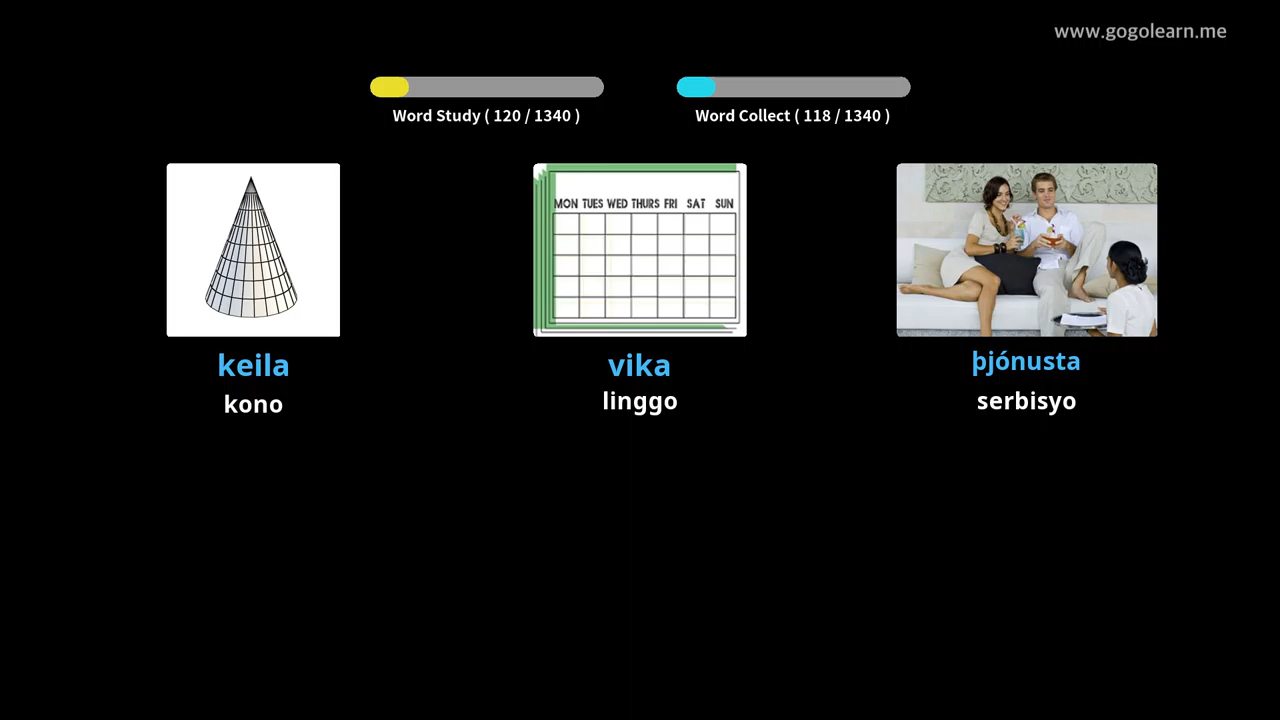 www.gogolearn.me
Word Study ( 120 / 1340 )
Word Collect ( 118 / 1340 )
MON TUES WED THURS FRI SAT SUN
keila
kono
vika
linggo
þjónusta
serbisyo